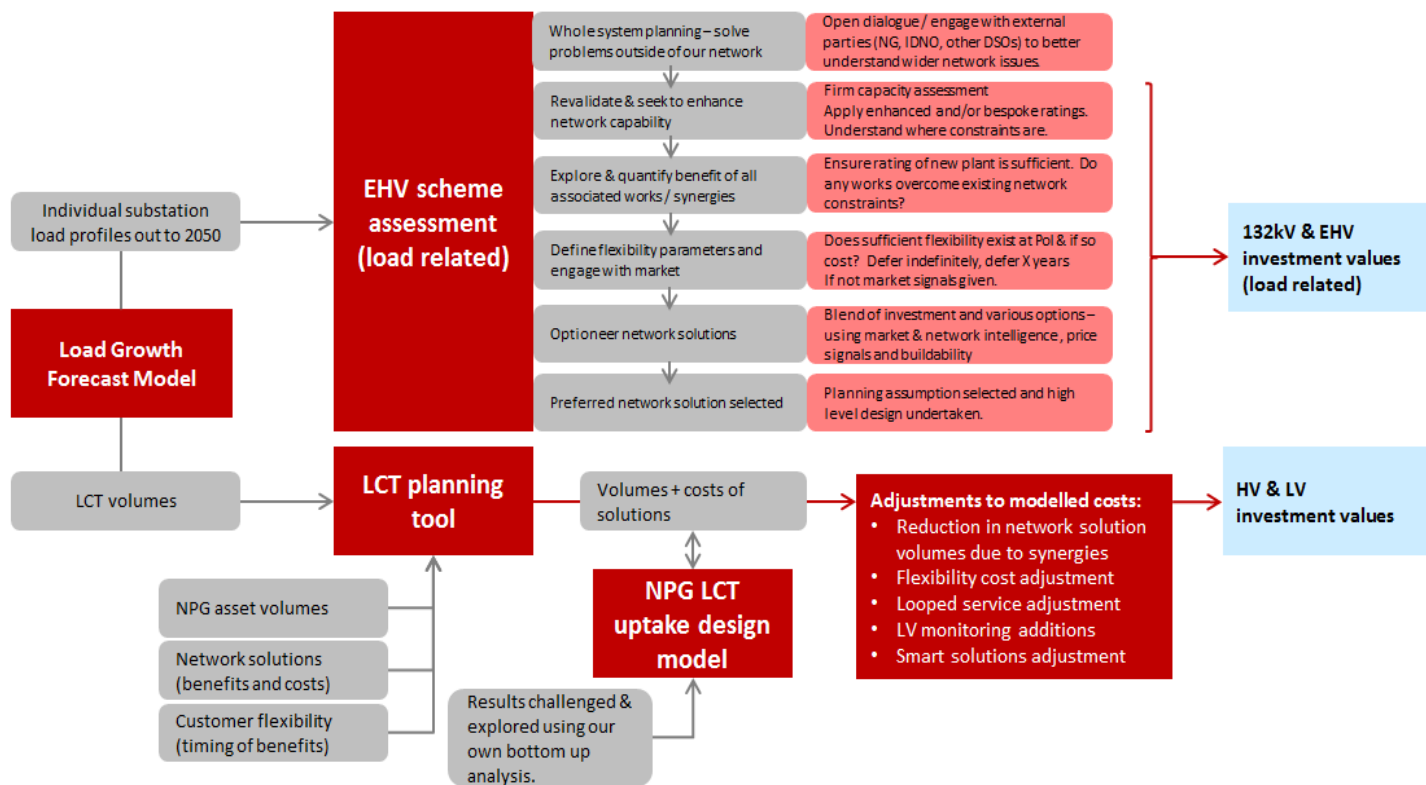 Whole system planning – solve
problems outside of our network
Open dialogue / engage with external
parties (NG, IDNO, other DSOs) to better
understand wider network issues.
Revalidate & seek to enhance
network capability
Firm capacity assessment
Apply enhanced and/or bespoke ratings.
Understand where constraints are.
Explore & quantify benefit of all
associated works / synergies
Ensure rating of new plant is sufficient. Do
any works overcome existing network
constraints?
Define flexibility parameters and
engage with market
Does sufficient flexibility exist at PoI & if so
cost? Defer indefinitely, defer X years
If not market signals given.
Optioneer network solutions
Blend of investment and various options –
using market & network intelligence, price
signals and buildability
Preferred network solution selected
Planning assumption selected and high
level design undertaken.
EHV scheme
assessment
(load related)
Individual substation
load profiles out to 2050
132kV & EHV
investment values
(load related)
Load Growth
Forecast Model
LCT volumes
LCT planning
tool
Volumes + costs of
solutions
Adjustments to modelled costs:
• Reduction in network solution
volumes due to synergies
• Flexibility cost adjustment
• Looped service adjustment
• LV monitoring additions
• Smart solutions adjustment
HV & LV
investment values
NPG asset volumes
Network solutions
(benefits and costs)
Customer flexibility
(timing of benefits)
NPG LCT
uptake design
model
Results challenged &
explored using our
own bottom up
analysis.